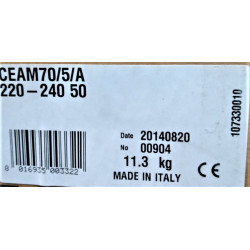 CEAM70/5/A
220-240 50
Date 20140820
No 00904
11.3 kg
MADE IN ITALY
CE
107330010
8 016935 003322